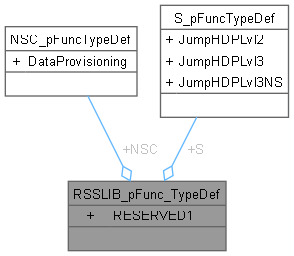 NSC_pFuncTypeDef
+ DataProvisioning
S_pFuncTypeDef
+ JumpHDPLvl2
+ JumpHDPLvl3
+ JumpHDPLvl3NS
+NSC
+S
RSSLIB_pFunc_TypeDef
+ RESERVED1